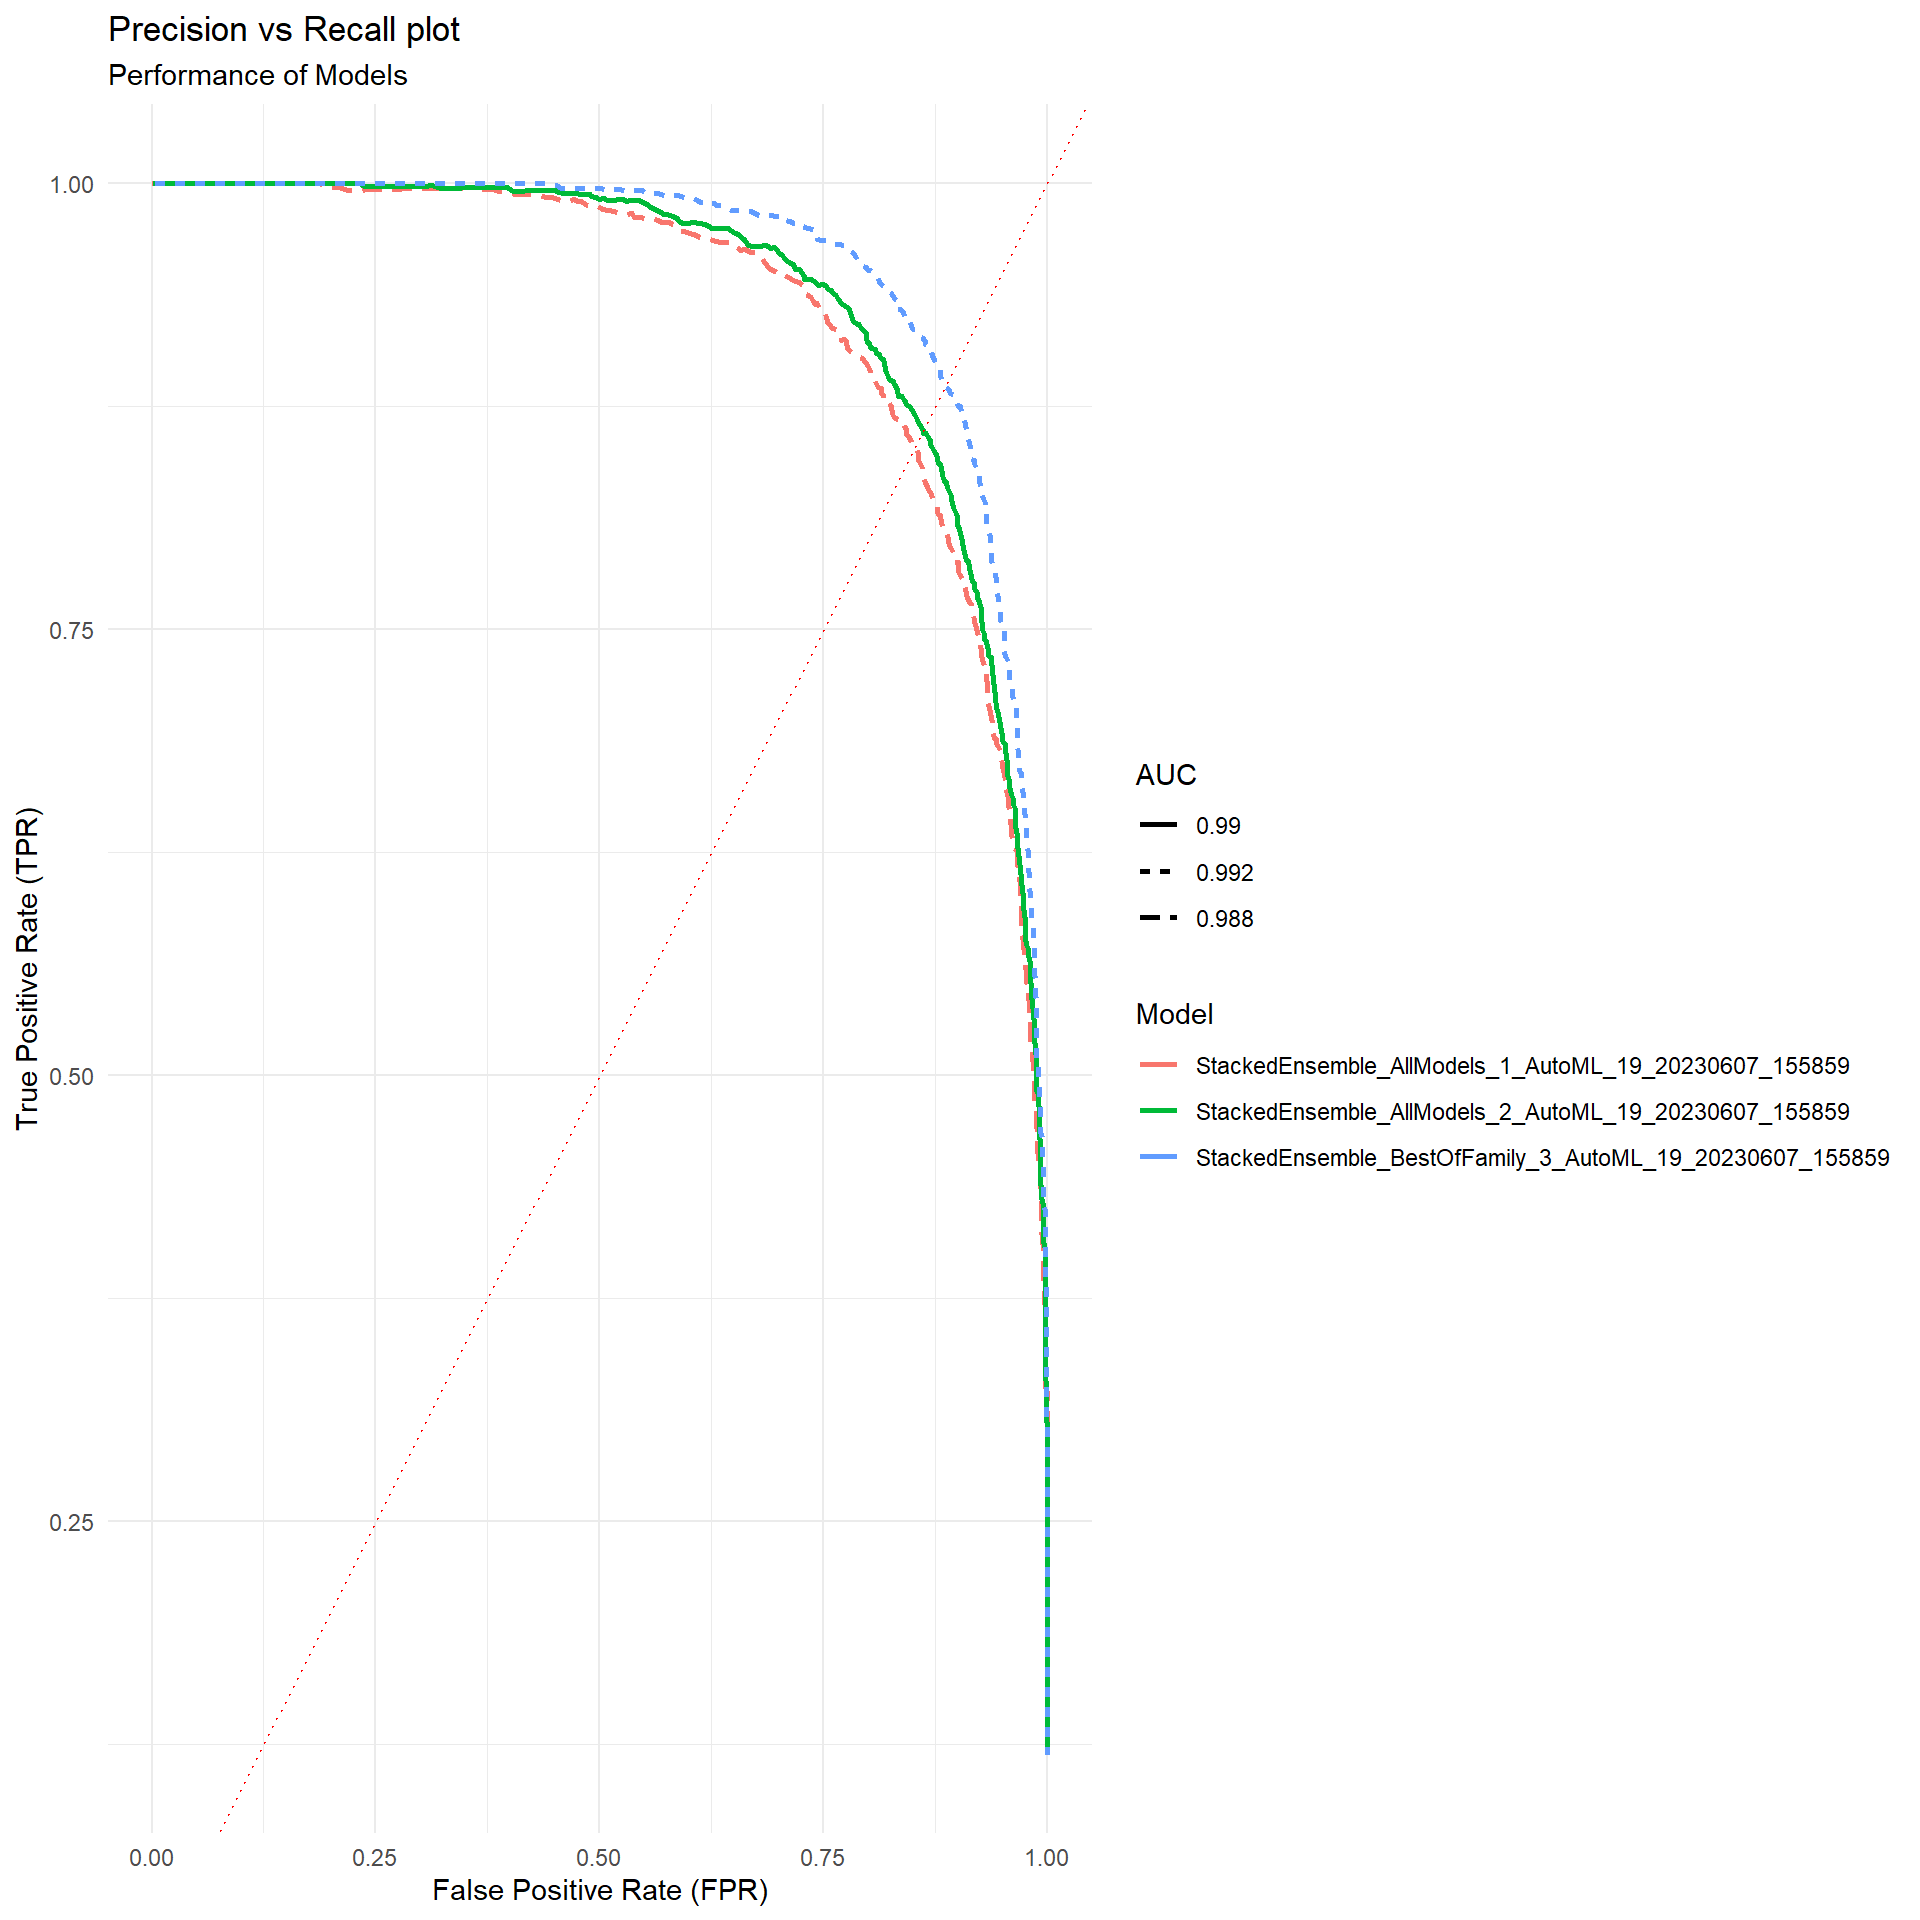 Precision vs Recall plot
Performance of Models
True Positive Rate (TPR)
1.00
0.75
0.50
0.25
0.00
0.25
0.50
0.75
1.00
False Positive Rate (FPR)
AUC
0.99
0.992
0.988
Model
StackedEnsemble_AllModels_1_AutoML_19_20230607_155859
StackedEnsemble_AllModels_2_AutoML_19_20230607_155859
StackedEnsemble_BestOfFamily_3_AutoML_19_20230607_155859